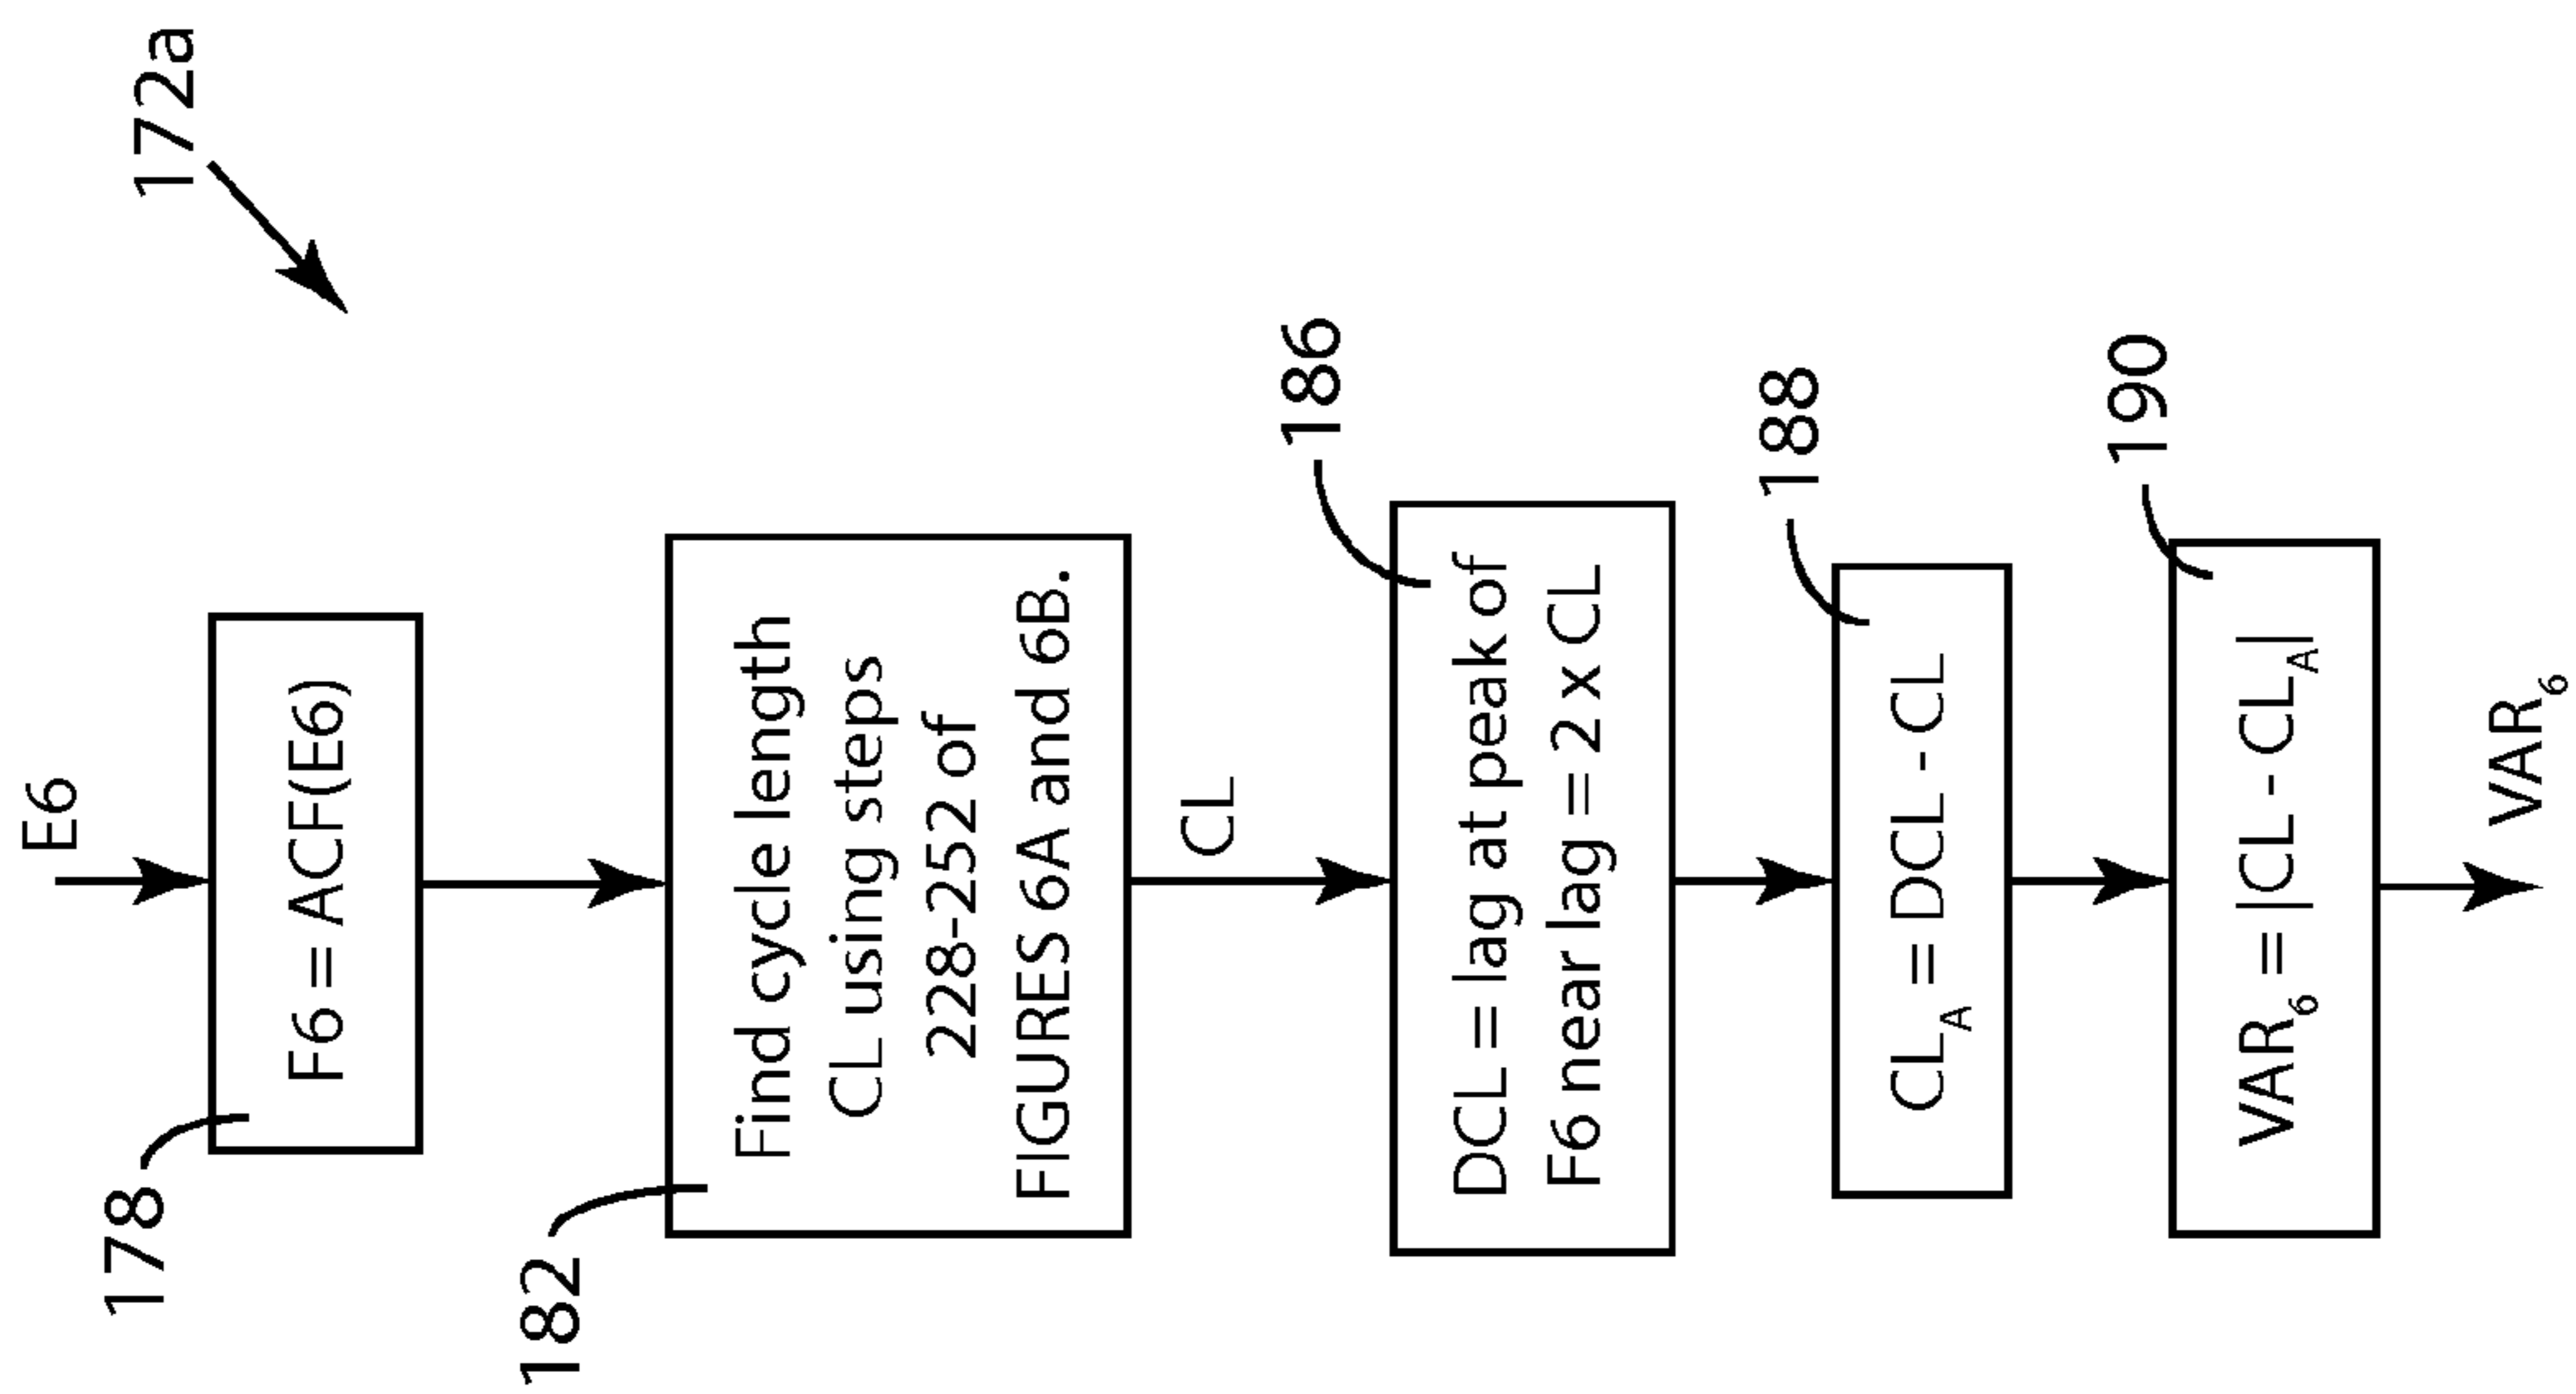 172a
E6
178
F6 = ACF(E6)
182
Find cycle length
CL using steps
228-252 of
FIGURES 6A and 6B.
CL
186
DCL = lag at peak of
F6 near lag = 2 x CL
188
CL_A = DCL - CL
190
VAR_6 = |CL - CL_A|
VAR_6